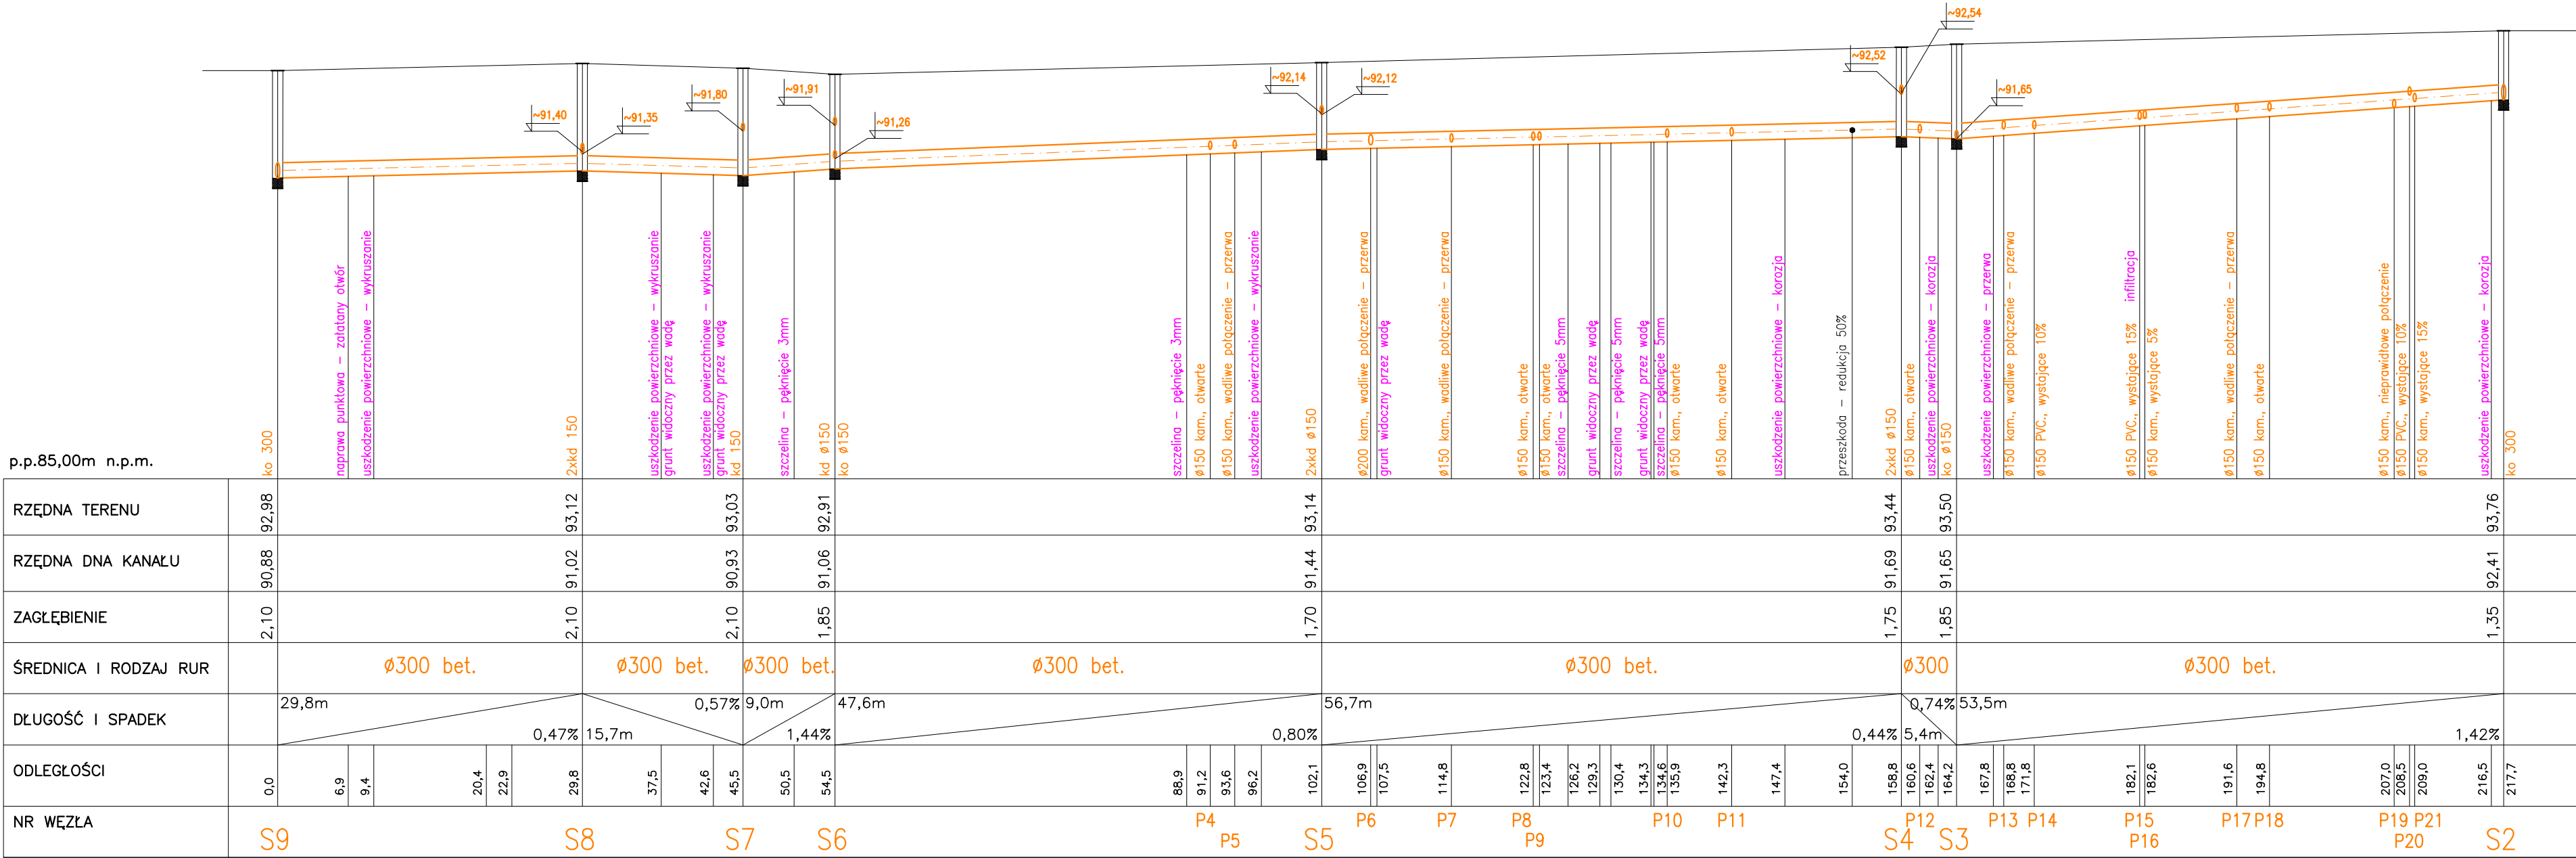 ~92,54
~92,52
~92,14
~92,12
~91,91
~91,80
~91,65
~91,40
~91,35
~91,26
p.p.85,00m n.p.m.
ko 300
naprawa punktowa – załatany otwór
uszkodzenie powierzchniowe – wykruszanie
2xkd 150
uszkodzenie powierzchniowe – wykruszanie
grunt widoczny przez wadę
uszkodzenie powierzchniowe – wykruszanie
grunt widoczny przez wadę
kd 150
szczelina – pęknięcie 3mm
kd ø150
ko ø150
szczelina – pęknięcie 3mm
ø150 kam., otwarte
ø150 kam., wadliwe połączenie – przerwa
uszkodzenie powierzchniowe – wykruszanie
2xkd ø150
ø200 kam., wadliwe połączenie – przerwa
grunt widoczny przez wadę
ø150 kam., wadliwe połączenie – przerwa
ø150 kam., otwarte
ø150 kam., otwarte
szczelina – pęknięcie 5mm
grunt widoczny przez wadę
szczelina – pęknięcie 5mm
grunt widoczny przez wadę
szczelina – pęknięcie 5mm
ø150 kam., otwarte
ø150 kam., otwarte
uszkodzenie powierzchniowe – korozja
przeszkoda – redukcja 50%
2xkd ø150
ø150 kam., otwarte
uszkodzenie powierzchniowe – korozja
ko ø150
uszkodzenie powierzchniowe – przerwa
ø150 kam., wadliwe połączenie – przerwa
ø150 PVC., wystające 10%
infiltracja
ø150 PVC., wystające 15%
ø150 kam., wystające 5%
ø150 kam., wadliwe połączenie – przerwa
ø150 kam., otwarte
ø150 kam., nieprawidłowe połączenie
ø150 PVC., wystające 10%
ø150 kam., wystające 15%
uszkodzenie powierzchniowe – korozja
ko 300
RZĘDNA TERENU 92,98 93,12 93,03 92,91 93,14 93,44 93,50 93,76
RZĘDNA DNA KANAŁU 90,88 91,02 90,93 91,06 91,44 91,69 91,65 92,41
ZAGŁĘBIENIE 2,10 2,10 2,10 1,85 1,70 1,75 1,85 1,35
ŚREDNICA I RODZAJ RUR ø300 bet. ø300 bet. ø300 bet. ø300 bet. ø300 bet. ø300 ø300 bet.
DŁUGOŚĆ I SPADEK 29,8m 0,47% 15,7m 0,57% 9,0m 1,44% 47,6m 0,80% 56,7m 0,44% 5,4m 0,74% 53,5m 1,42%
ODLEGŁOŚCI 0,0 6,9 9,4 20,4 22,9 29,8 37,5 42,6 45,5 50,5 54,5 88,9 91,2 93,6 96,2 102,1 106,9 107,5 114,8 122,8 123,4 126,2 129,3 130,4 134,3 134,6 135,9 142,3 147,4 154,0 158,8 160,6 162,4 164,2 167,8 168,8 171,8 182,1 182,6 191,6 194,8 207,0 208,5 209,0 216,5 217,7
NR WĘZŁA S9 S8 S7 S6 P4 P5 S5 P6 P7 P8 P9 P10 P11 S4 P12 S3 P13 P14 P15 P16 P17 P18 P19 P20 P21 S2